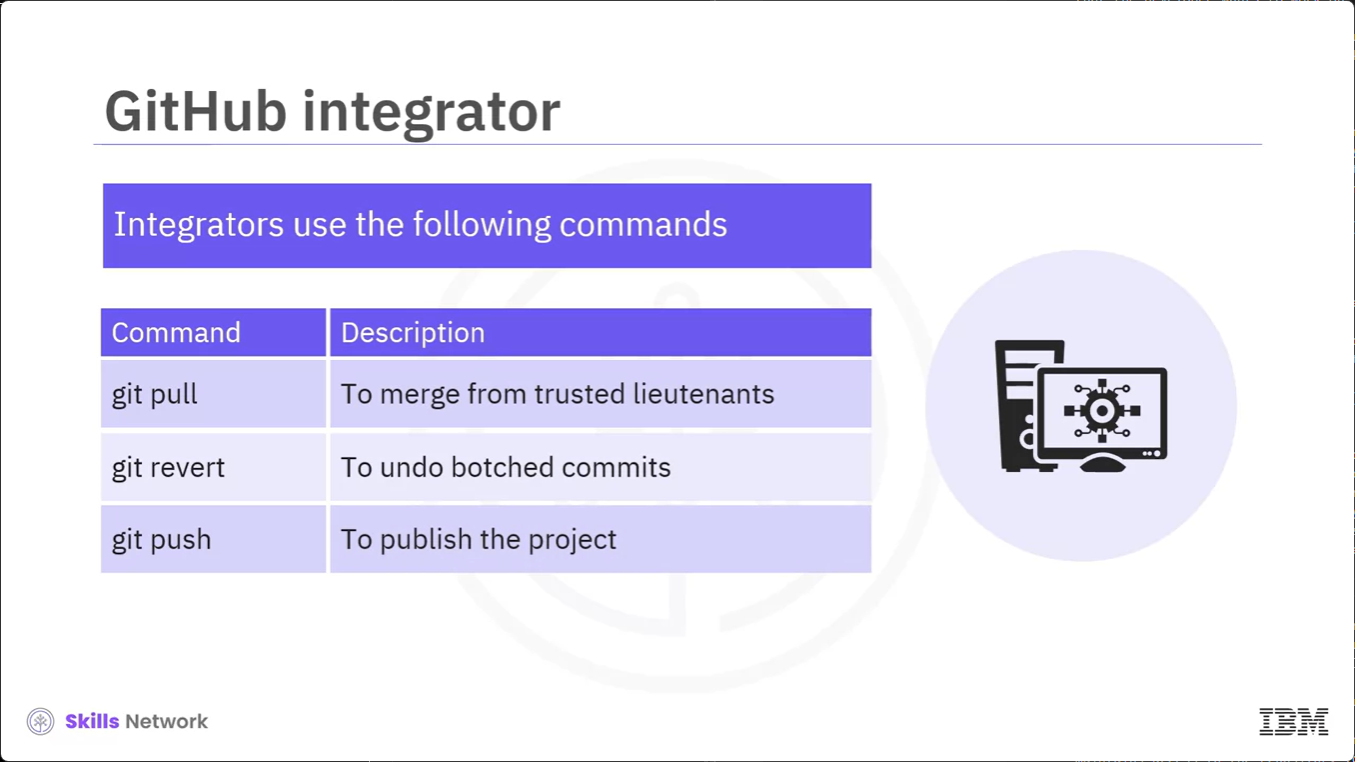 GitHub integrator
Integrators use the following commands
Command Description
git pull To merge from trusted lieutenants
git revert To undo botched commits
git push To publish the project
Skills Network
IBM